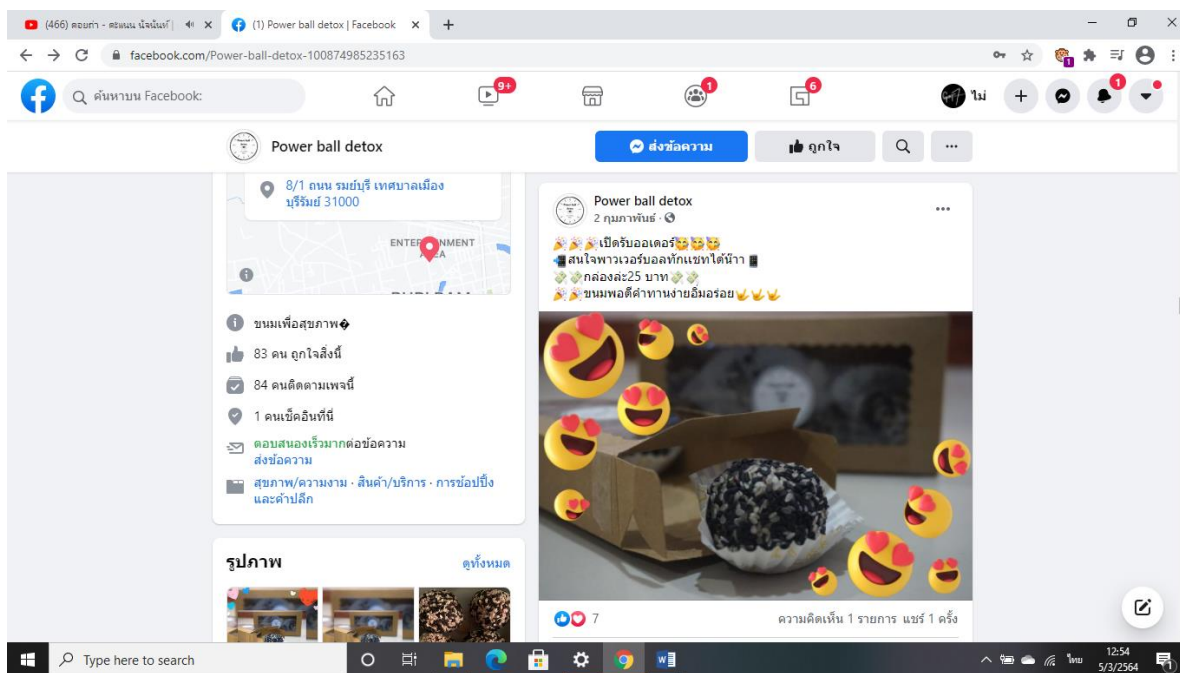 (466) ตอยก่า - ตะแนน นัจนันท์ |
(1) Power ball detox | Facebook
facebook.com/Power-ball-detox-100874985235163
1
ค้นหาบน Facebook:
9+
1
6
ไม่
1
Power ball detox
ส่งข้อความ
ถูกใจ
8/1 ถนน รมย์บุรี เทศบาลเมือง
บุรีรัมย์ 31000
ขนมเพื่อสุขภาพ�
83 คน ถูกใจสิ่งนี้
84 คนติดตามเพจนี้
1 คนเช็คอินที่นี่
ตอบสนองเร็วมากต่อข้อความ
ส่งข้อความ
สุขภาพ/ความงาม · สินค้า/บริการ · การช้อปปิ้ง
และค้าปลีก
รูปภาพ
ดูทั้งหมด
Power ball detox
2 กุมภาพันธ์ ·
🎉🎉🎉เปิดรับออเดอร์🥰🥰🥰
📲สนใจพาวเวอร์บอลทักแชทได้น๊าา📱
💸💸กล่องล่ะ25 บาท💸💸
🎉🎉ขนมพอดีคำทานง่ายอิ่มอร่อย🤟🤟🤟
7
ความคิดเห็น 1 รายการ แชร์ 1 ครั้ง
Type here to search
ไทย
12:54
5/3/2564
1